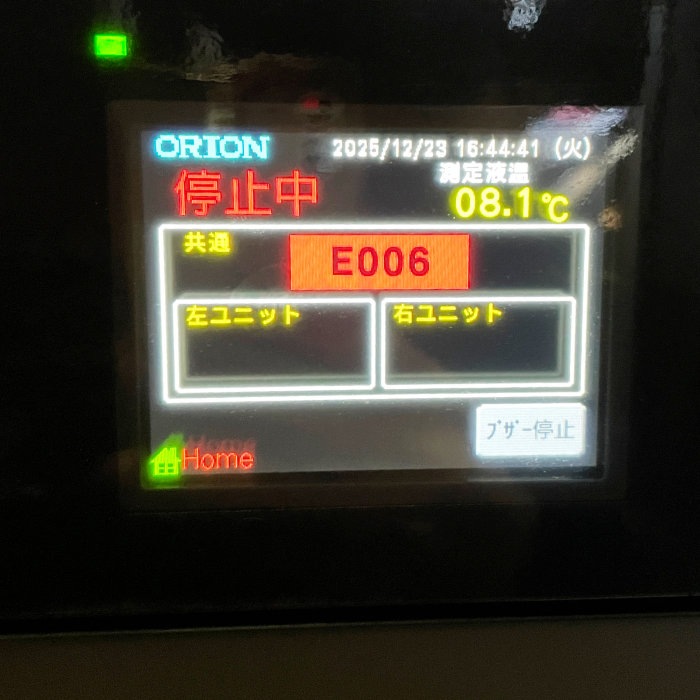 ORION 2025/12/23 16:44:41 (火)
測定液温
停止中 08.1℃
共通 E006
左ユニット 右ユニット
ﾌﾞｻﾞｰ停止
Home